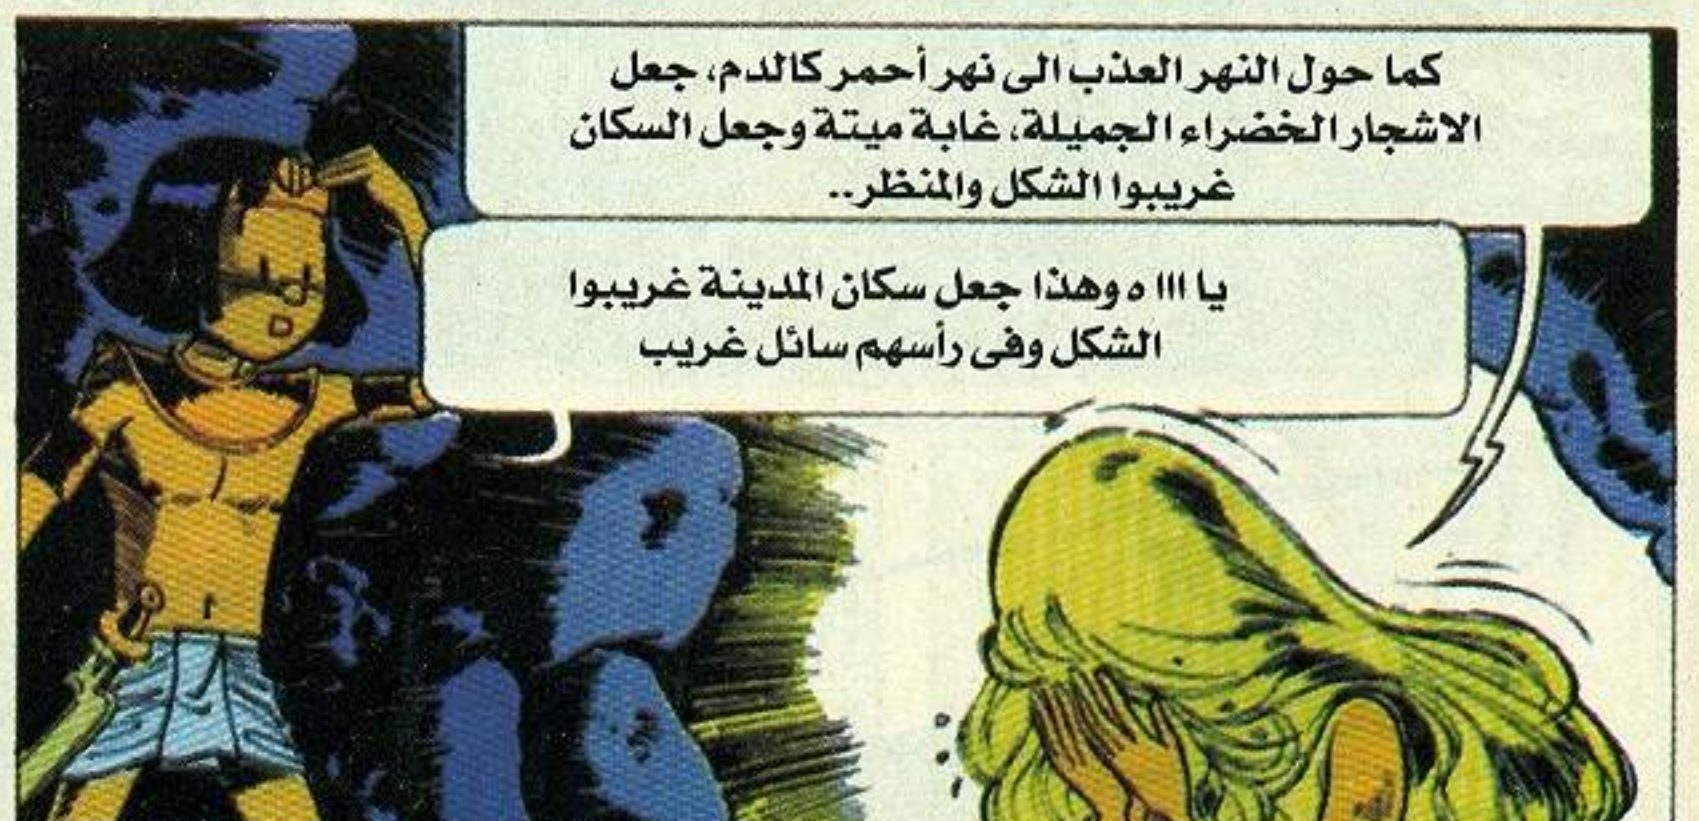 كما حول النهر العذب الى نهر أحمر كالدم، جعل
الاشجار الخضراء الجميلة، غابة ميتة وجعل السكان
غريبوا الشكل والمنظر..
يا ااا ه وهذا جعل سكان المدينة غريبوا
الشكل وفى رأسهم سائل غريب